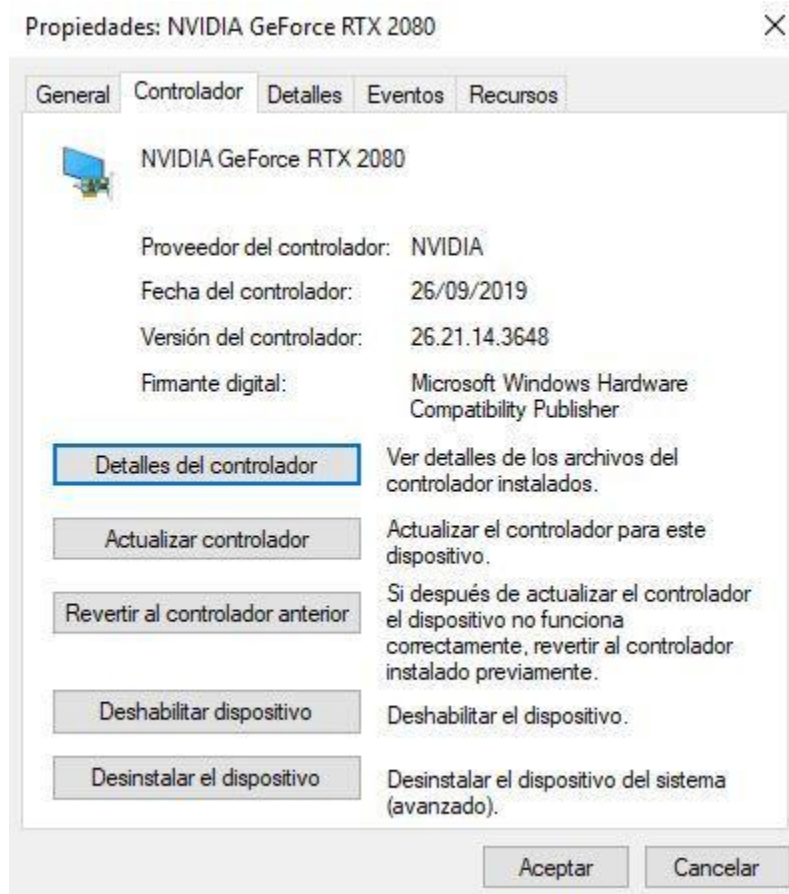 Propiedades: NVIDIA GeForce RTX 2080
General Controlador Detalles Eventos Recursos
NVIDIA GeForce RTX 2080
Proveedor del controlador: NVIDIA
Fecha del controlador: 26/09/2019
Versión del controlador: 26.21.14.3648
Firmante digital: Microsoft Windows Hardware
Compatibility Publisher
Detalles del controlador
Ver detalles de los archivos del
controlador instalados.
Actualizar controlador
Actualizar el controlador para este
dispositivo.
Revertir al controlador anterior
Si después de actualizar el controlador
el dispositivo no funciona
correctamente, revertir al controlador
instalado previamente.
Deshabilitar dispositivo
Deshabilitar el dispositivo.
Desinstalar el dispositivo
Desinstalar el dispositivo del sistema
(avanzado).
Aceptar Cancelar